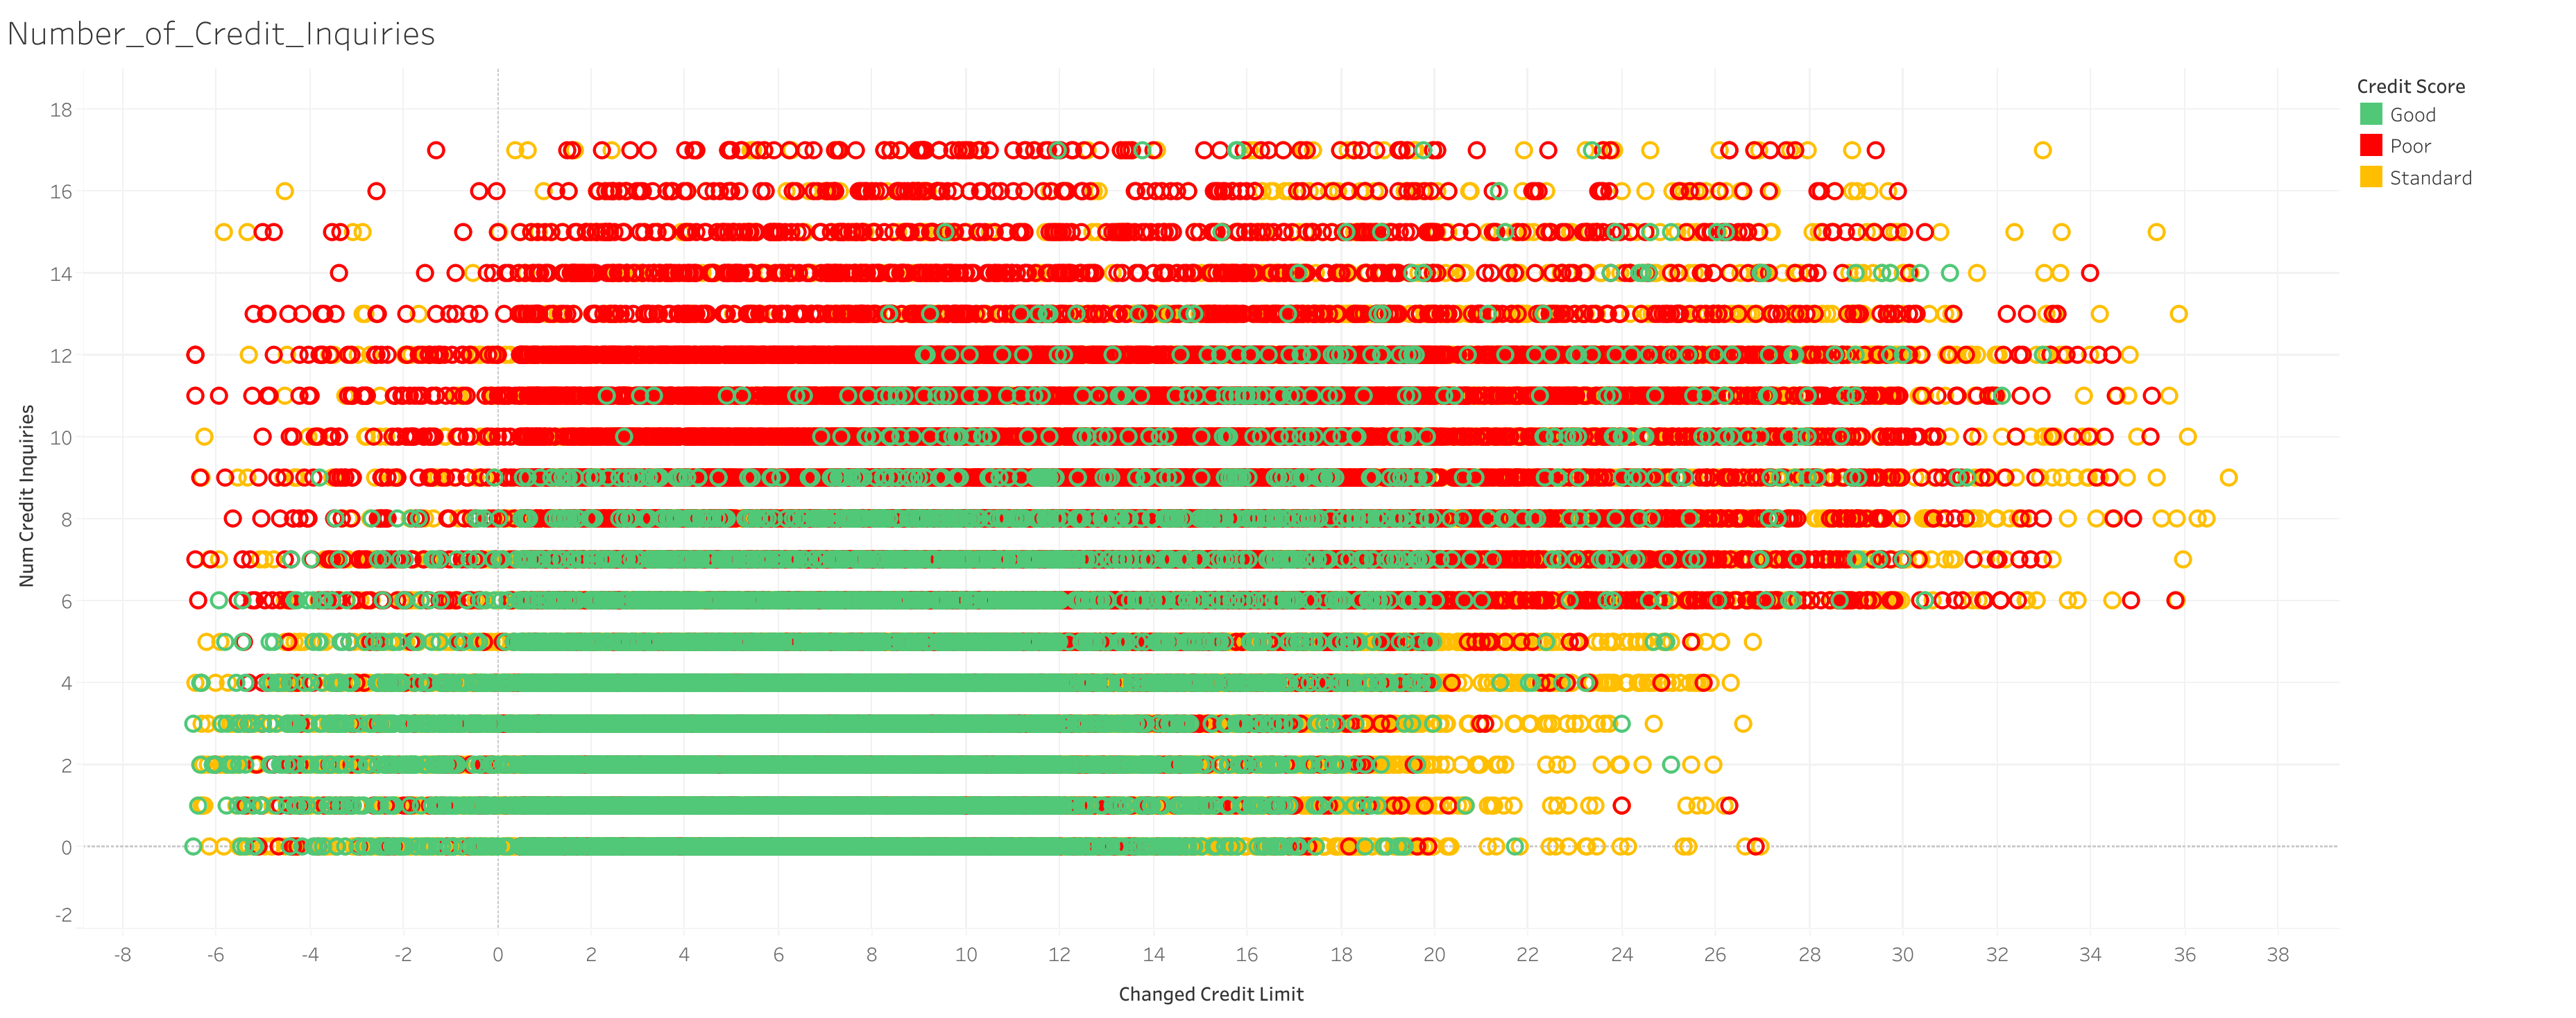 Number_of_Credit_Inquiries
Credit Score
Good
Poor
Standard
Num Credit Inquiries
18
16
14
12
10
8
6
4
2
0
-2
-8 -6 -4 -2 0 2 4 6 8 10 12 14 16 18 20 22 24 26 28 30 32 34 36 38
Changed Credit Limit